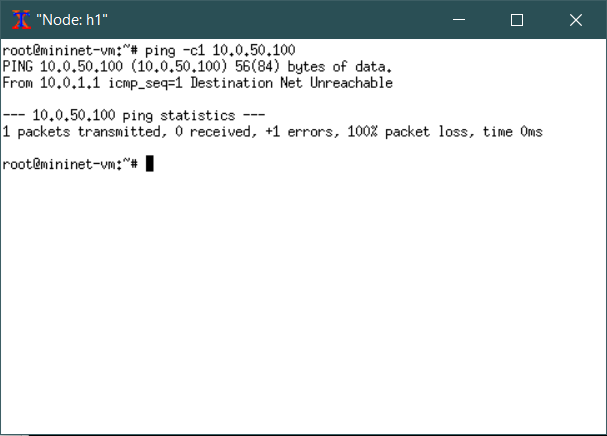 "Node: h1"
root@mininet-vm:~# ping -c1 10.0.50.100
PING 10.0.50.100 (10.0.50.100) 56(84) bytes of data.
From 10.0.1.1 icmp_seq=1 Destination Net Unreachable
--- 10.0.50.100 ping statistics ---
1 packets transmitted, 0 received, +1 errors, 100% packet loss, time 0ms
root@mininet-vm:~#